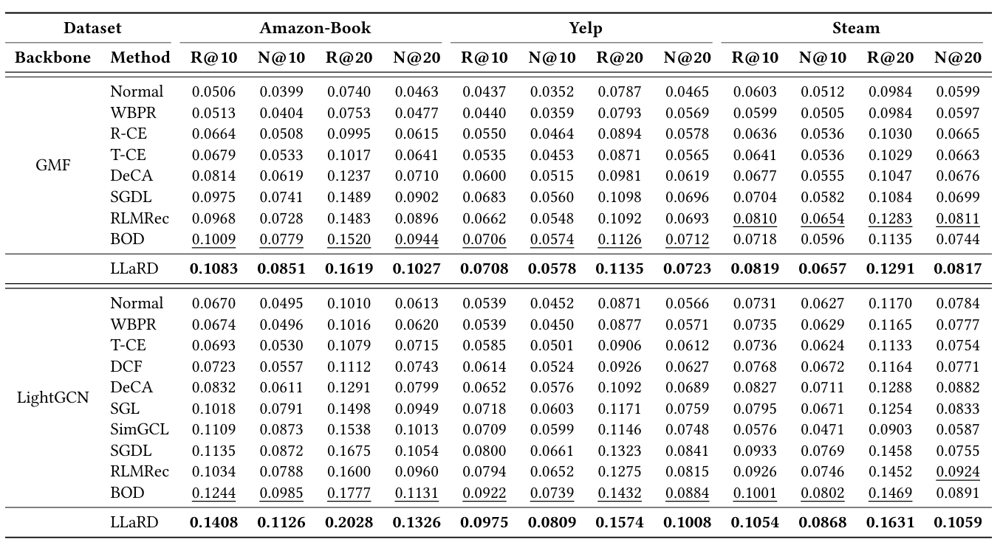 Dataset Amazon-Book Yelp Steam
Backbone Method R@10 N@10 R@20 N@20 R@10 N@10 R@20 N@20 R@10 N@10 R@20 N@20
Normal 0.0506 0.0399 0.0740 0.0463 0.0437 0.0352 0.0787 0.0465 0.0603 0.0512 0.0984 0.0599
WBPR 0.0513 0.0404 0.0753 0.0477 0.0440 0.0359 0.0793 0.0569 0.0599 0.0505 0.0984 0.0597
R-CE 0.0664 0.0508 0.0995 0.0615 0.0550 0.0464 0.0894 0.0578 0.0636 0.0536 0.1030 0.0665
T-CE 0.0679 0.0533 0.1017 0.0641 0.0535 0.0453 0.0871 0.0565 0.0641 0.0536 0.1029 0.0663
GMF
DeCA 0.0814 0.0619 0.1237 0.0710 0.0600 0.0515 0.0981 0.0619 0.0677 0.0555 0.1047 0.0676
SGDL 0.0975 0.0741 0.1489 0.0902 0.0683 0.0560 0.1098 0.0696 0.0704 0.0582 0.1084 0.0699
RLMRec 0.0968 0.0728 0.1483 0.0896 0.0662 0.0548 0.1092 0.0693 0.0810 0.0654 0.1283 0.0811
BOD 0.1009 0.0779 0.1520 0.0944 0.0706 0.0574 0.1126 0.0712 0.0718 0.0596 0.1135 0.0744
LLaRD 0.1083 0.0851 0.1619 0.1027 0.0708 0.0578 0.1135 0.0723 0.0819 0.0657 0.1291 0.0817
Normal 0.0670 0.0495 0.1010 0.0613 0.0539 0.0452 0.0871 0.0566 0.0731 0.0627 0.1170 0.0784
WBPR 0.0674 0.0496 0.1016 0.0620 0.0539 0.0450 0.0877 0.0571 0.0735 0.0629 0.1165 0.0777
T-CE 0.0693 0.0530 0.1079 0.0715 0.0585 0.0501 0.0906 0.0612 0.0736 0.0624 0.1133 0.0754
DCF 0.0723 0.0557 0.1112 0.0743 0.0614 0.0524 0.0926 0.0627 0.0768 0.0672 0.1164 0.0771
DeCA 0.0832 0.0611 0.1291 0.0799 0.0652 0.0576 0.1092 0.0689 0.0827 0.0711 0.1288 0.0882
LightGCN
SGL 0.1018 0.0791 0.1498 0.0949 0.0718 0.0603 0.1171 0.0759 0.0795 0.0671 0.1254 0.0833
SimGCL 0.1109 0.0873 0.1538 0.1013 0.0709 0.0599 0.1146 0.0748 0.0576 0.0471 0.0903 0.0587
SGDL 0.1135 0.0872 0.1675 0.1054 0.0800 0.0661 0.1323 0.0841 0.0933 0.0769 0.1458 0.0755
RLMRec 0.1034 0.0788 0.1600 0.0960 0.0794 0.0652 0.1275 0.0815 0.0926 0.0746 0.1452 0.0924
BOD 0.1244 0.0985 0.1777 0.1131 0.0922 0.0739 0.1432 0.0884 0.1001 0.0802 0.1469 0.0891
LLaRD 0.1408 0.1126 0.2028 0.1326 0.0975 0.0809 0.1574 0.1008 0.1054 0.0868 0.1631 0.1059